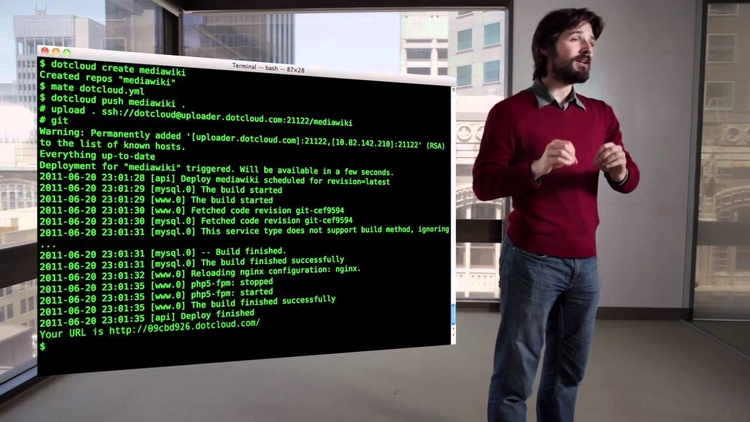 Terminal — bash — 87×28
$ dotcloud create mediawiki
Created repos "mediawiki"
$ mate dotcloud.yml
$ dotcloud push mediawiki .
# upload . ssh://dotcloud@uploader.dotcloud.com:21122/mediawiki
# git
Warning: Permanently added '[uploader.dotcloud.com]:21122,[10.82.142.210]:21122' (RSA)
to the list of known hosts.
Everything up-to-date
Deployment for "mediawiki" triggered. Will be available in a few seconds.
2011-06-20 23:01:28 [api] Deploy mediawiki scheduled for revision=latest
2011-06-20 23:01:29 [mysql.0] The build started
2011-06-20 23:01:29 [www.0] The build started
2011-06-20 23:01:30 [www.0] Fetched code revision git-cef9594
2011-06-20 23:01:30 [mysql.0] Fetched code revision git-cef9594
2011-06-20 23:01:31 [mysql.0] This service type does not support build method, ignoring
...
2011-06-20 23:01:31 [mysql.0] -- Build finished.
2011-06-20 23:01:31 [mysql.0] The build finished successfully
2011-06-20 23:01:32 [www.0] Reloading nginx configuration: nginx.
2011-06-20 23:01:35 [www.0] php5-fpm: stopped
2011-06-20 23:01:35 [www.0] php5-fpm: started
2011-06-20 23:01:35 [www.0] The build finished successfully
2011-06-20 23:01:35 [api] Deploy finished
Your URL is http://09cbd926.dotcloud.com/
$